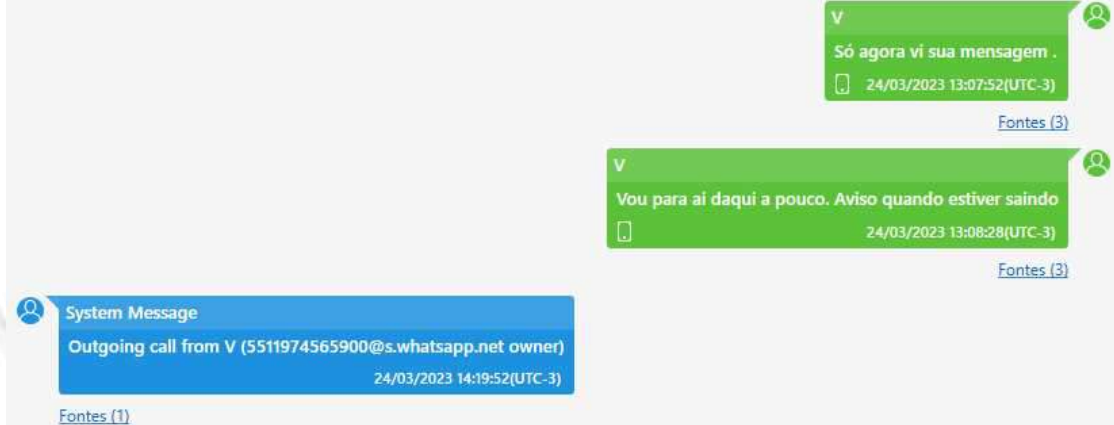 V
Só agora vi sua mensagem .
24/03/2023 13:07:52(UTC-3)
Fontes (3)
V
Vou para ai daqui a pouco. Aviso quando estiver saindo
24/03/2023 13:08:28(UTC-3)
Fontes (3)
System Message
Outgoing call from V (5511974565900@s.whatsapp.net owner)
24/03/2023 14:19:52(UTC-3)
Fontes (1)